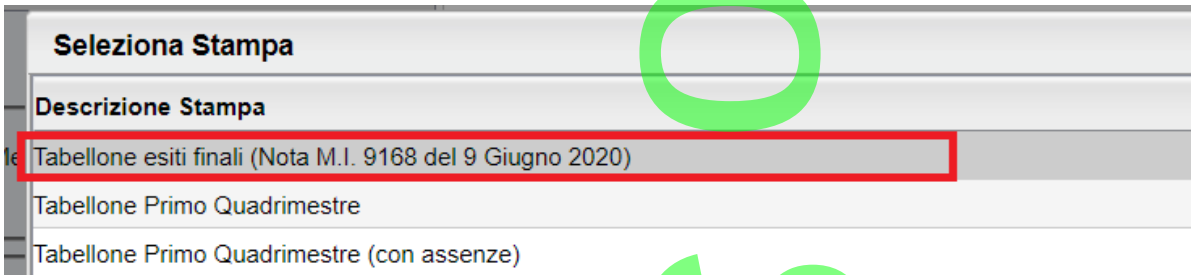 Seleziona Stampa
Descrizione Stampa
Tabellone esiti finali (Nota M.I. 9168 del 9 Giugno 2020)
Tabellone Primo Quadrimestre
Tabellone Primo Quadrimestre (con assenze)